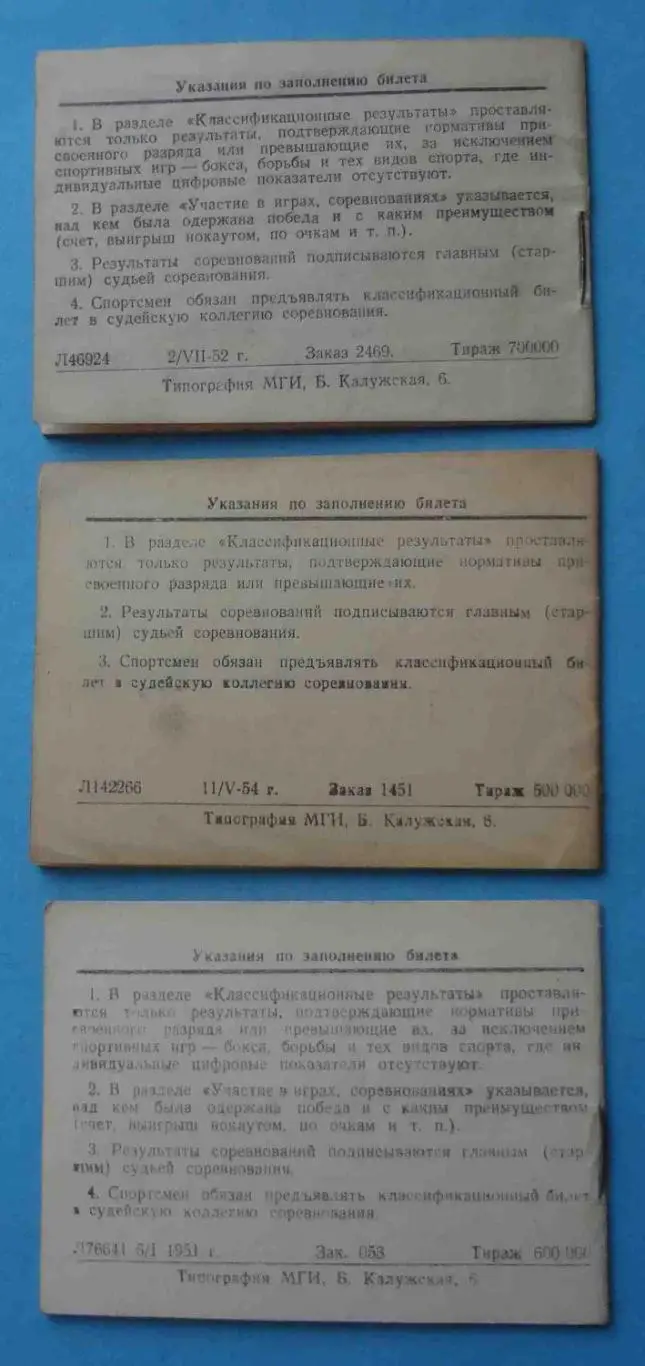 Указания по заполнению билета
1. В разделе «Классификационные результаты» проставля-
ются только результаты, подтверждающие нормативы при-
своенного разряда или превышающие их, за исключением
спортивных игр — бокса, борьбы и тех видов спорта, где ин-
дивидуальные цифровые показатели отсутствуют.
2. В разделе «Участие в играх, соревнованиях» указывается,
над кем была одержана победа и с каким преимуществом
(счет, выигрыш нокаутом, по очкам и т. п.).
3. Результаты соревнований подписываются главным (стар-
шим) судьей соревнования.
4. Спортсмен обязан предъявлять классификационный би-
лет в судейскую коллегию соревнования.
Л46924 2/VII-52 г. Заказ 2469. Тираж 700000
Типография МГИ, Б. Калужская, 6.
Указания по заполнению билета
1. В разделе «Классификационные результаты» проставля-
ются только результаты, подтверждающие нормативы при-
своенного разряда или превышающие их.
2. Результаты соревнований подписываются главным (стар-
шим) судьей соревнования.
3. Спортсмен обязан предъявлять классификационный би-
лет в судейскую коллегию соревнования.
Л142266 11/V-54 г. Заказ 1451 Тираж 500 000
Типография МГИ, Б. Калужская, 6.
Указания по заполнению билета
1. В разделе «Классификационные результаты» проставля-
ются только результаты, подтверждающие нормативы при-
своенного разряда или превышающие их, за исключением
спортивных игр — бокса, борьбы и тех видов спорта, где ин-
дивидуальные цифровые показатели отсутствуют.
2. В разделе «Участие в играх, соревнованиях» указывается,
над кем была одержана победа и с каким преимуществом
(счет, выигрыш нокаутом, по очкам и т. п.).
3. Результаты соревнований подписываются главным (стар-
шим) судьей соревнования.
4. Спортсмен обязан предъявлять классификационный билет
в судейскую коллегию соревнования.
Л76641 6/I 1951 г. Зак. 053 Тираж 600 000
Типография МГИ, Б. Калужская, 6